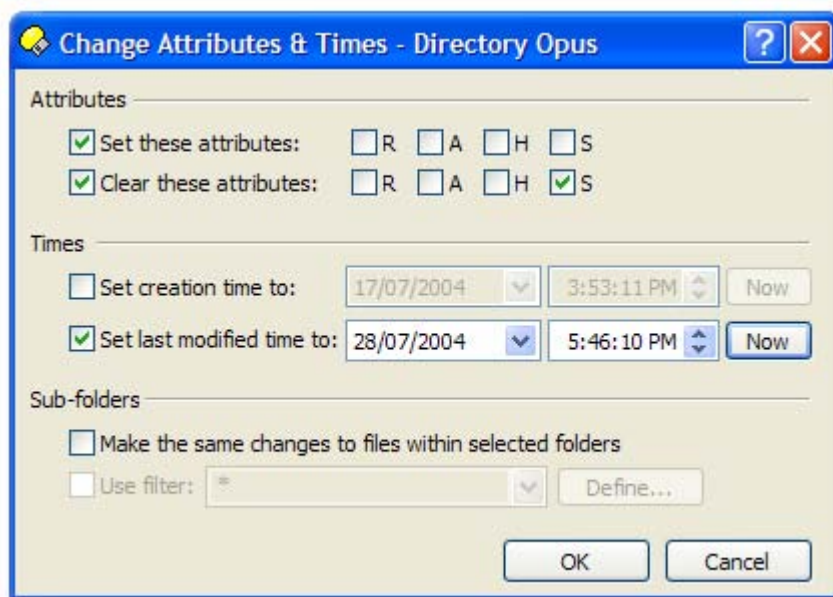 Change Attributes & Times - Directory Opus
Attributes
Set these attributes: R A H S
Clear these attributes: R A H S
Times
Set creation time to: 17/07/2004 3:53:11 PM Now
Set last modified time to: 28/07/2004 5:46:10 PM Now
Sub-folders
Make the same changes to files within selected folders
Use filter: * Define...
OK Cancel